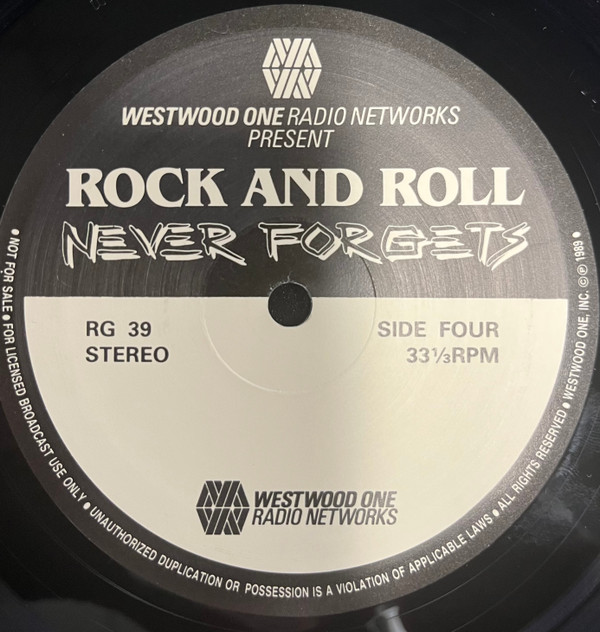 WESTWOOD ONE RADIO NETWORKS
PRESENT
ROCK AND ROLL
NEVER FORGETS
RG 39
STEREO
SIDE FOUR
33⅓RPM
WESTWOOD ONE
RADIO NETWORKS
• NOT FOR SALE • FOR LICENSED BROADCAST USE ONLY • UNAUTHORIZED DUPLICATION OR POSSESSION IS A VIOLATION OF APPLICABLE LAWS • ALL RIGHTS RESERVED • WESTWOOD ONE, INC. ©℗ 1989 •